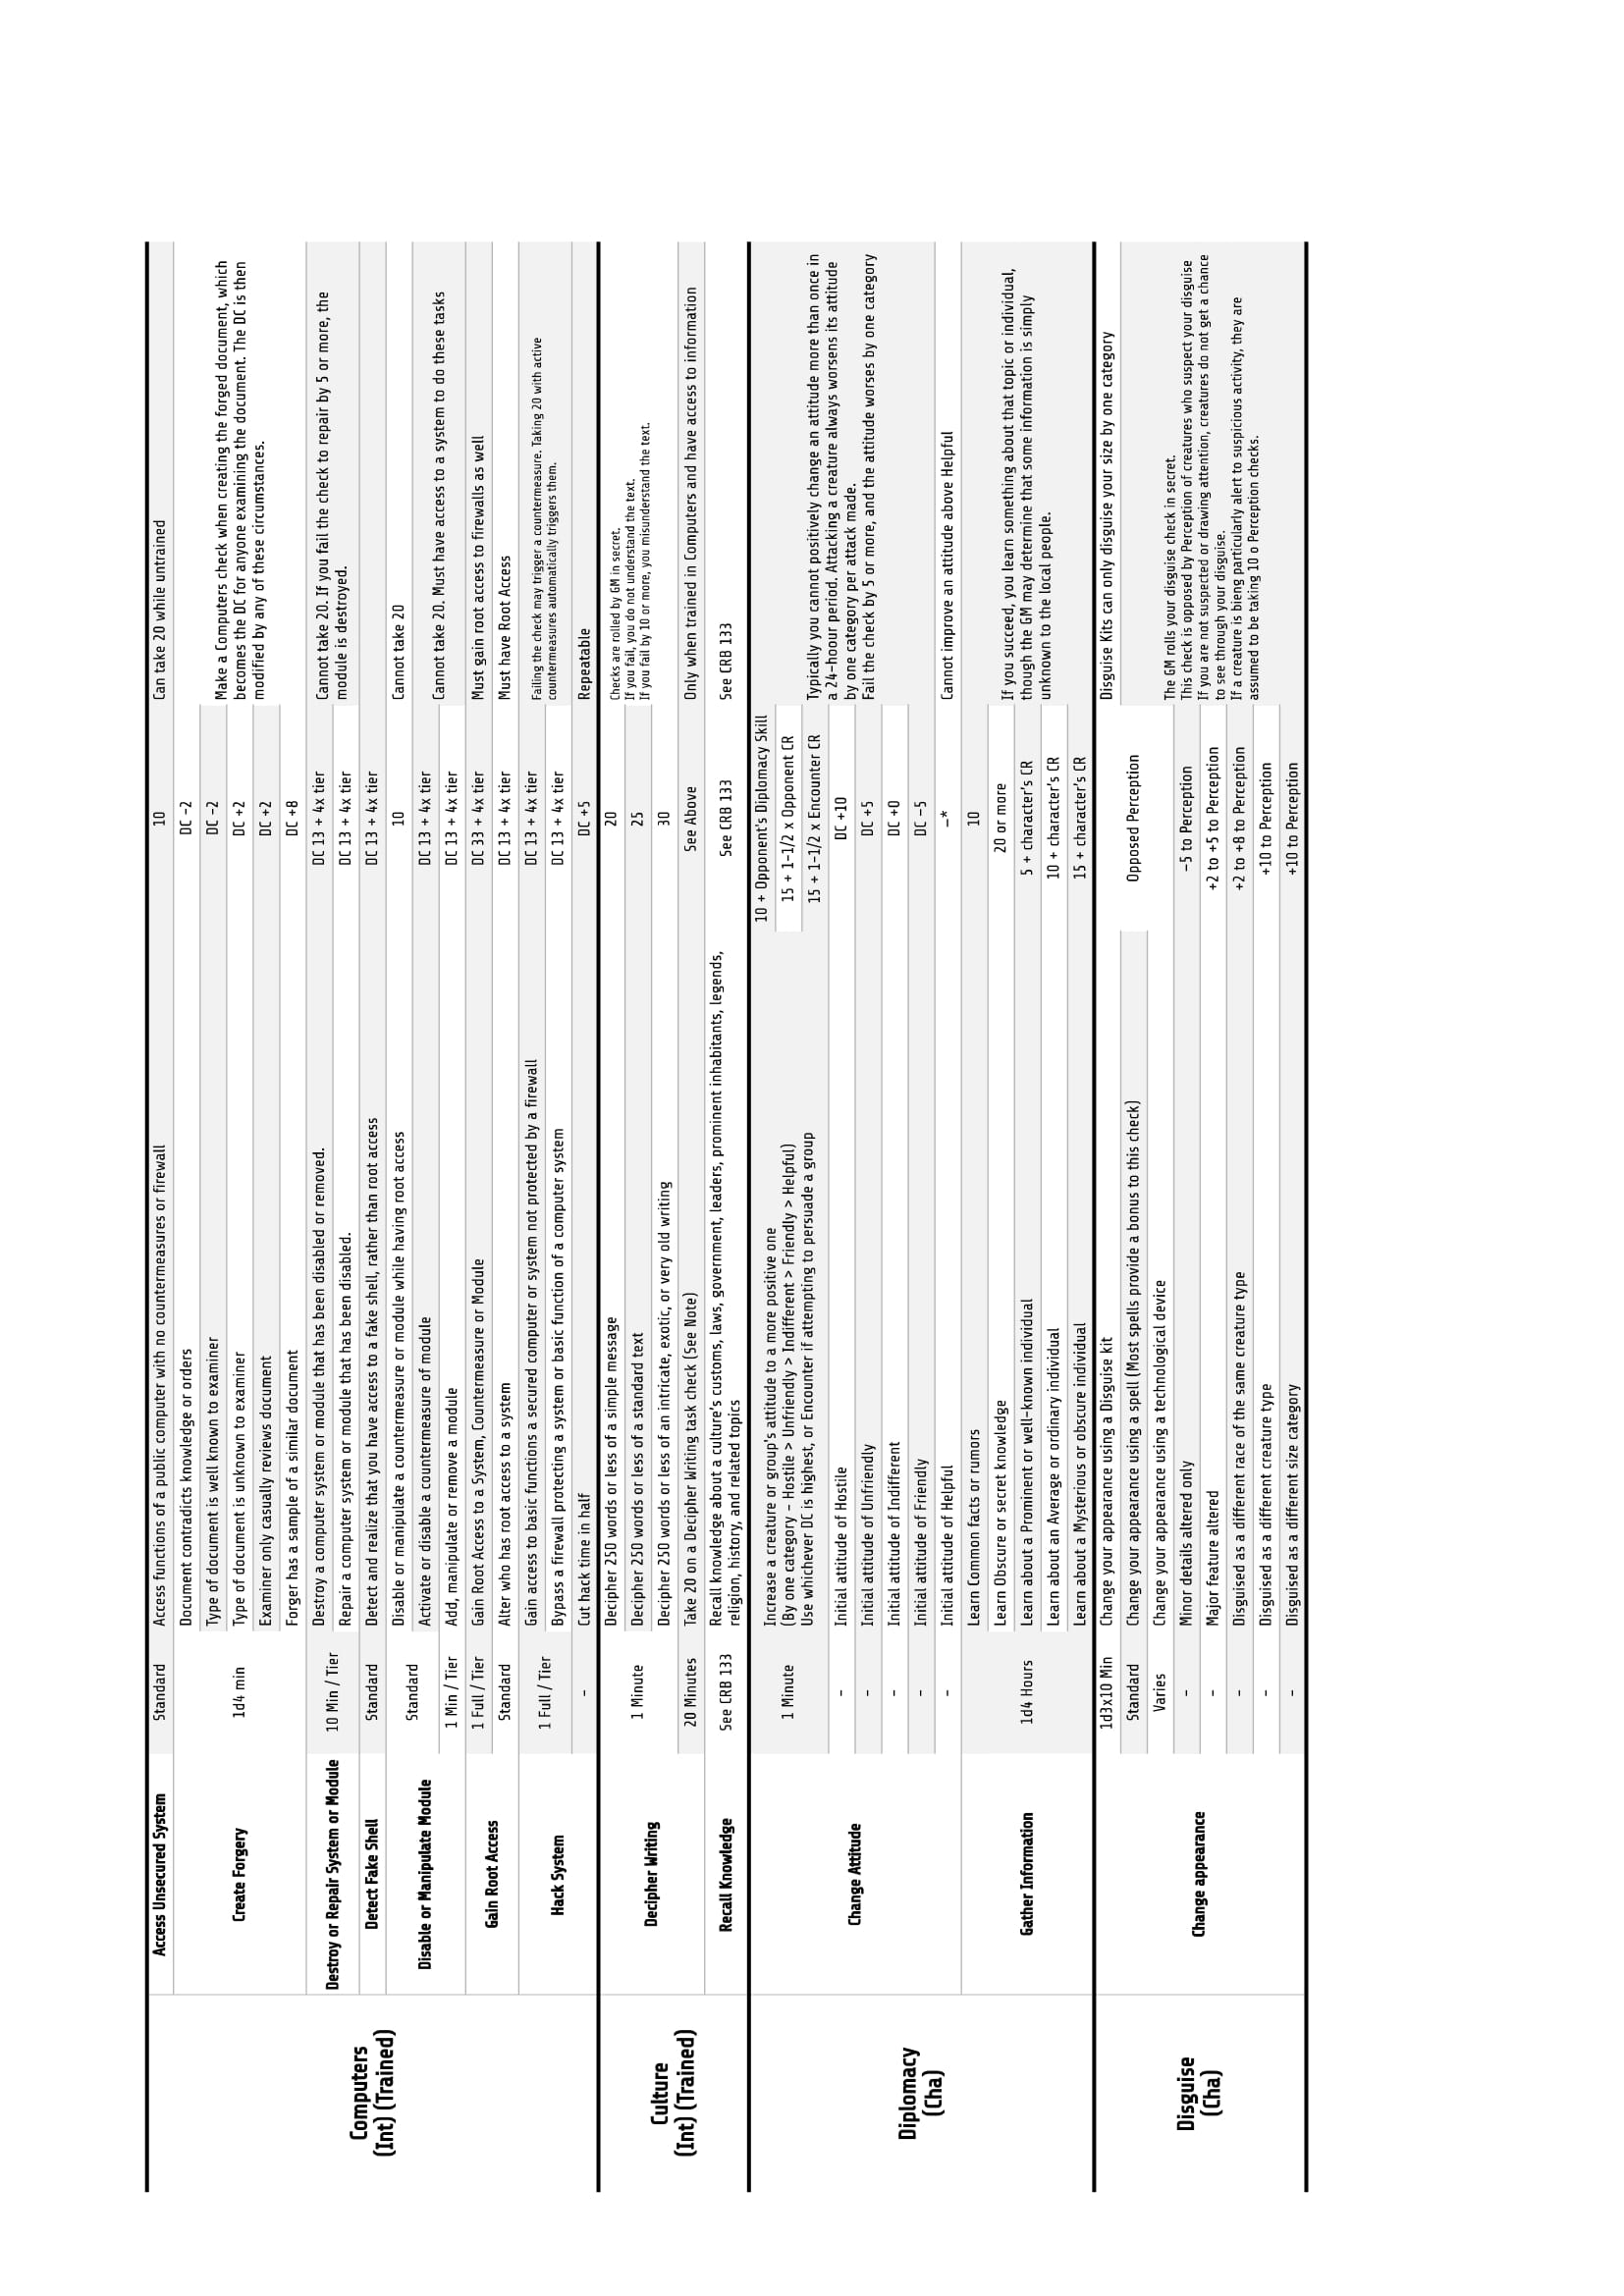 Access Unsecured System Standard Access functions of a public computer with no countermeasures or firewall 10 Can take 20 while untrained
Create Forgery 1d4 min
Document contradicts knowledge or orders DC -2
Type of document is well known to examiner DC -2
Type of document is unknown to examiner DC +2
Examiner only casually reviews document DC +2
Forger has a sample of a similar document DC +8
Make a Computers check when creating the forged document, which
becomes the DC for anyone examining the document. The DC is then
modified by any of these circumstances.
Computers
(Int) (Trained)
Destroy or Repair System or Module 10 Min / Tier
Destroy a computer system or module that has been disabled or removed. DC 13 + 4x tier
Repair a computer system or module that has been disabled. DC 13 + 4x tier
Cannot take 20. If you fail the check to repair by 5 or more, the
module is destroyed.
Detect Fake Shell Standard Detect and realize that you have access to a fake shell, rather than root access DC 13 + 4x tier
Disable or Manipulate Module
Standard
Disable or manipulate a countermeasure or module while having root access 10 Cannot take 20
Activate or disable a countermeasure of module DC 13 + 4x tier
1 Min / Tier Add, manipulate or remove a module DC 13 + 4x tier
Cannot take 20. Must have access to a system to do these tasks
Gain Root Access
1 Full / Tier Gain Root Access to a System, Countermeasure or Module DC 33 + 4x tier Must gain root access to firewalls as well
Standard Alter who has root access to a system DC 13 + 4x tier Must have Root Access
Hack System
1 Full / Tier
Gain access to basic functions a secured computer or system not protected by a firewall DC 13 + 4x tier
Bypass a firewall protecting a system or basic function of a computer system DC 13 + 4x tier
Failing the check may trigger a countermeasure. Taking 20 with active
countermeasures automatically triggers them.
- Cut hack time in half DC +5 Repeatable
Culture
(Int) (Trained)
Decipher Writing
1 Minute
Decipher 250 words or less of a simple message 20
Decipher 250 words or less of a standard text 25
Decipher 250 words or less of an intricate, exotic, or very old writing 30
Checks are rolled by GM in secret.
If you fail, you do not understand the text.
If you fail by 10 or more, you misunderstand the text.
20 Minutes Take 20 on a Decipher Writing task check (See Note) See Above Only when trained in Computers and have access to information
Recall Knowledge See CRB 133
Recall knowledge about a culture's customs, laws, government, leaders, prominent inhabitants, legends,
religion, history, and related topics
See CRB 133 See CRB 133
Diplomacy
(Cha)
Change Attitude
1 Minute
Increase a creature or group's attitude to a more positive one
(By one category - Hostile > Unfriendly > Indifferent > Friendly > Helpful)
Use whichever DC is highest, or Encounter if attempting to persuade a group
10 + Opponent's Diplomacy Skill
15 + 1-1/2 x Opponent CR
15 + 1-1/2 x Encounter CR
- Initial attitude of Hostile DC +10
- Initial attitude of Unfriendly DC +5
- Initial attitude of Indifferent DC +0
- Initial attitude of Friendly DC –5
Typically you cannot positively change an attitude more than once in
a 24-hoour period. Attacking a creature always worsens its attitude
by one category per attack made.
Fail the check by 5 or more, and the attitude worses by one category
- Initial attitude of Helpful –* Cannot improve an attitude above Helpful
Gather Information 1d4 Hours
Learn Common facts or rumors 10
Learn Obscure or secret knowledge 20 or more
Learn about a Prominent or well-known individual 5 + character's CR
Learn about an Average or ordinary individual 10 + character's CR
Learn about a Mysterious or obscure individual 15 + character's CR
If you succeed, you learn something about that topic or individual,
though the GM may determine that some information is simply
unknown to the local people.
Disguise
(Cha)
Change appearance
1d3x10 Min Change your appearance using a Disguise kit Disguise Kits can only disguise your size by one category
Standard Change your appearance using a spell (Most spells provide a bonus to this check) Opposed Perception
Varies Change your appearance using a technological device
- Minor details altered only –5 to Perception
- Major feature altered +2 to +5 to Perception
- Disguised as a different race of the same creature type +2 to +8 to Perception
- Disguised as a different creature type +10 to Perception
- Disguised as a different size category +10 to Perception
The GM rolls your disguise check in secret.
This check is opposed by Perception of creatures who suspect your disguise
If you are not suspected or drawing attention, creatures do not get a chance
to see through your disguise.
If a creature is bieng particularly alert to suspicious activity, they are
assumed to be taking 10 o Perception checks.